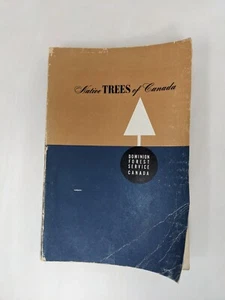 Native TREES of Canada
DOMINION
FOREST
SERVICE
CANADA